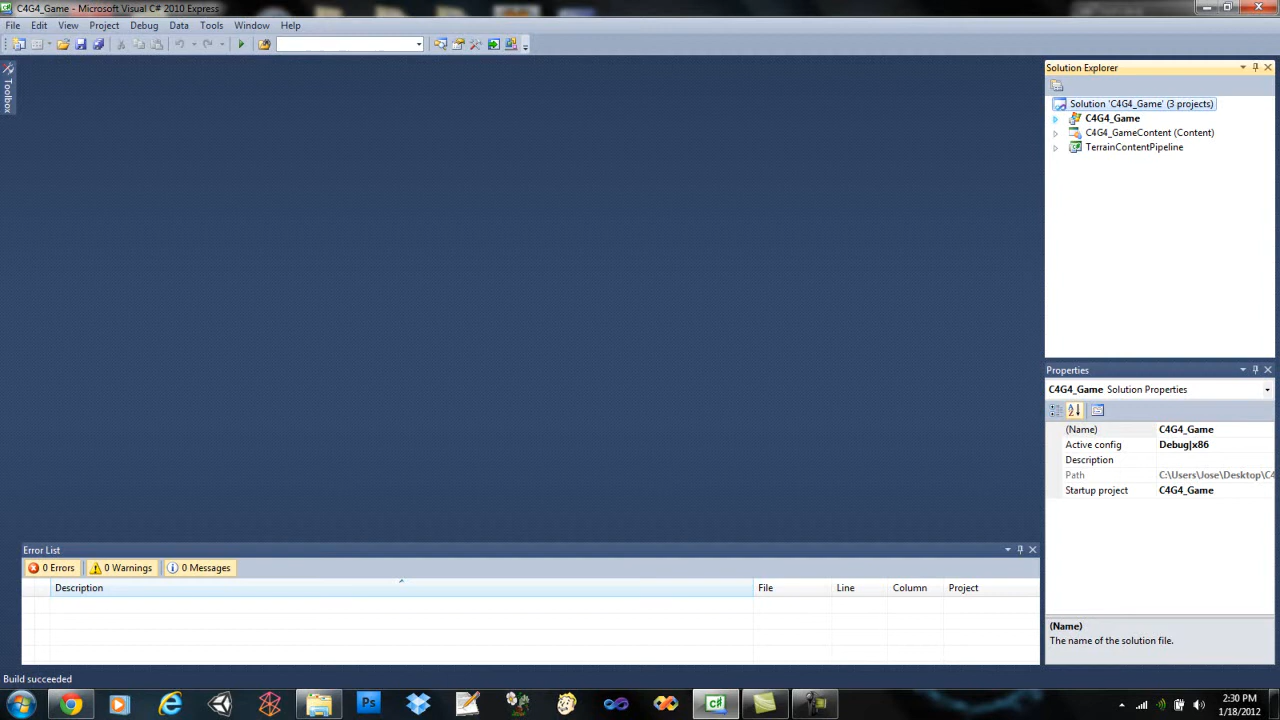 C4G4_Game - Microsoft Visual C# 2010 Express
File Edit View Project Debug Data Tools Window Help
Toolbox
Solution Explorer
Solution 'C4G4_Game' (3 projects)
C4G4_Game
C4G4_GameContent (Content)
TerrainContentPipeline
Properties
C4G4_Game Solution Properties
(Name) C4G4_Game
Active config Debug|x86
Description
Path C:\Users\Jose\Desktop\C4
Startup project C4G4_Game
(Name)
The name of the solution file.
Error List
0 Errors 0 Warnings 0 Messages
Description File Line Column Project
Build succeeded
Ps C#
2:30 PM
1/18/2012